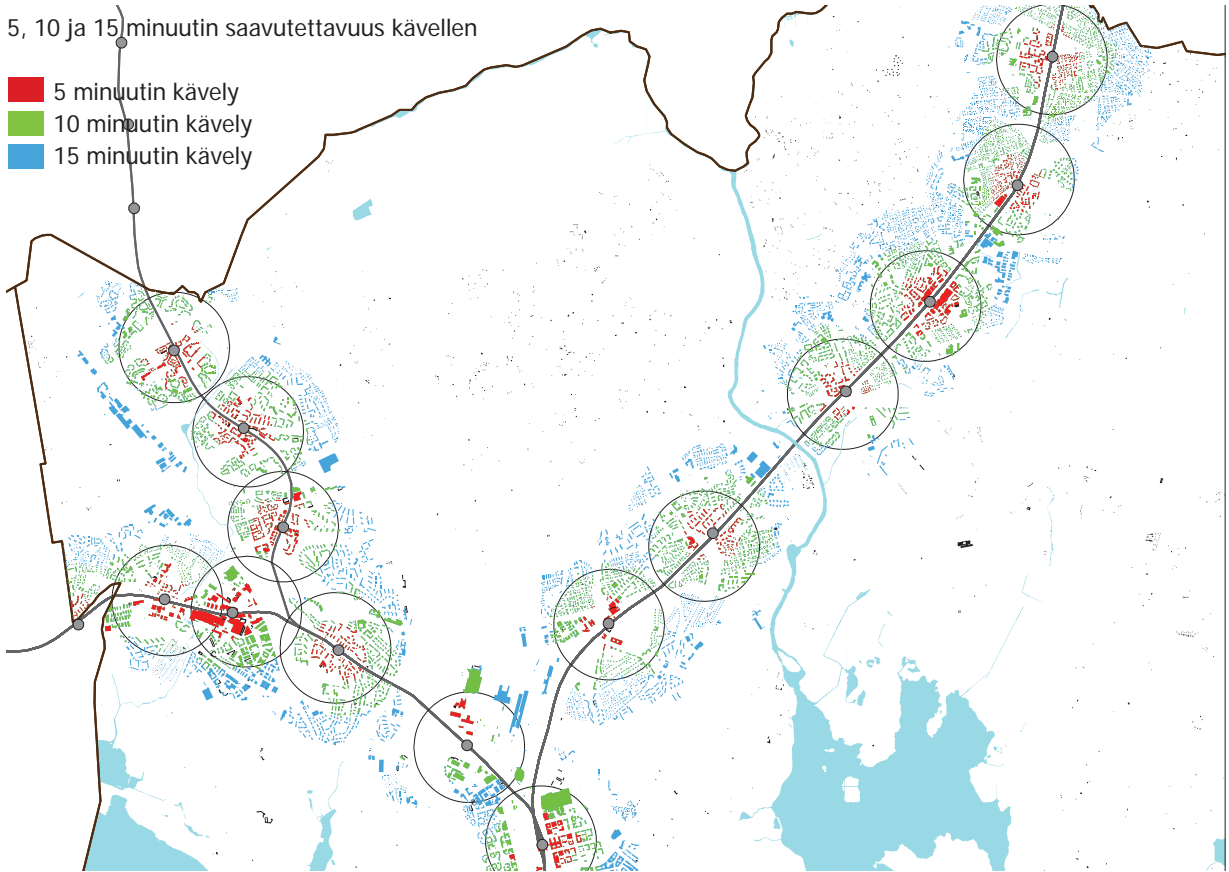 5, 10 ja 15 minuutin saavutettavuus kävellen
5 minuutin kävely
10 minuutin kävely
15 minuutin kävely